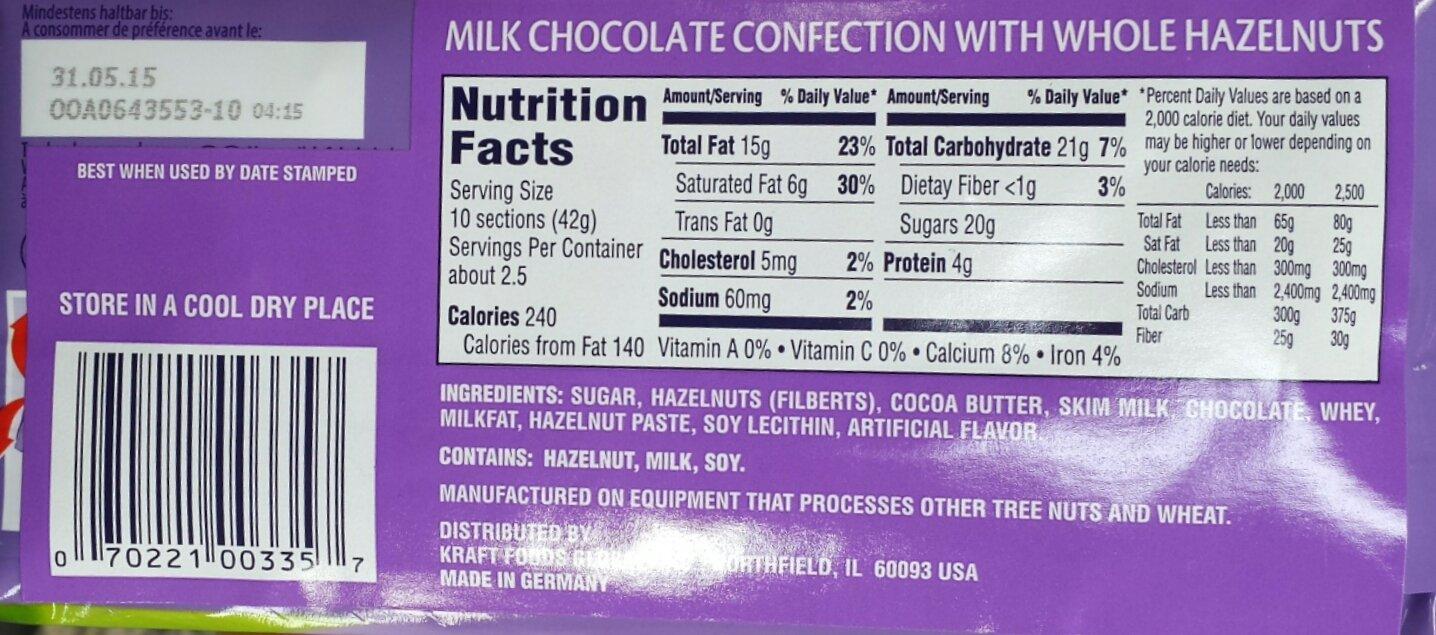 Mindestens haltbar bis:
A consommer de préférence avant le:
31.05.15
OOA0643553-10 04:15
BEST WHEN USED BY DATE STAMPED
STORE IN A COOL DRY PLACE
0 70221 00335 7
MILK CHOCOLATE CONFECTION WITH WHOLE HAZELNUTS
Nutrition
Facts
Serving Size
10 sections (42g)
Servings Per Container
about 2.5
Calories 240
Calories from Fat 140
Amount/Serving % Daily Value*
Total Fat 15g 23%
Saturated Fat 6g 30%
Trans Fat 0g
Cholesterol 5mg 2%
Sodium 60mg 2%
Amount/Serving % Daily Value*
Total Carbohydrate 21g 7%
Dietay Fiber <1g 3%
Sugars 20g
Protein 4g
Vitamin A 0% • Vitamin C 0% • Calcium 8% • Iron 4%
*Percent Daily Values are based on a
2,000 calorie diet. Your daily values
may be higher or lower depending on
your calorie needs:
Calories: 2,000 2,500
Total Fat Less than 65g 80g
Sat Fat Less than 20g 25g
Cholesterol Less than 300mg 300mg
Sodium Less than 2,400mg 2,400mg
Total Carb 300g 375g
Fiber 25g 30g
INGREDIENTS: SUGAR, HAZELNUTS (FILBERTS), COCOA BUTTER, SKIM MILK, CHOCOLATE, WHEY,
MILKFAT, HAZELNUT PASTE, SOY LECITHIN, ARTIFICIAL FLAVOR.
CONTAINS: HAZELNUT, MILK, SOY.
MANUFACTURED ON EQUIPMENT THAT PROCESSES OTHER TREE NUTS AND WHEAT.
DISTRIBUTED BY
KRAFT FOODS NORTHFIELD, IL 60093 USA
MADE IN GERMANY